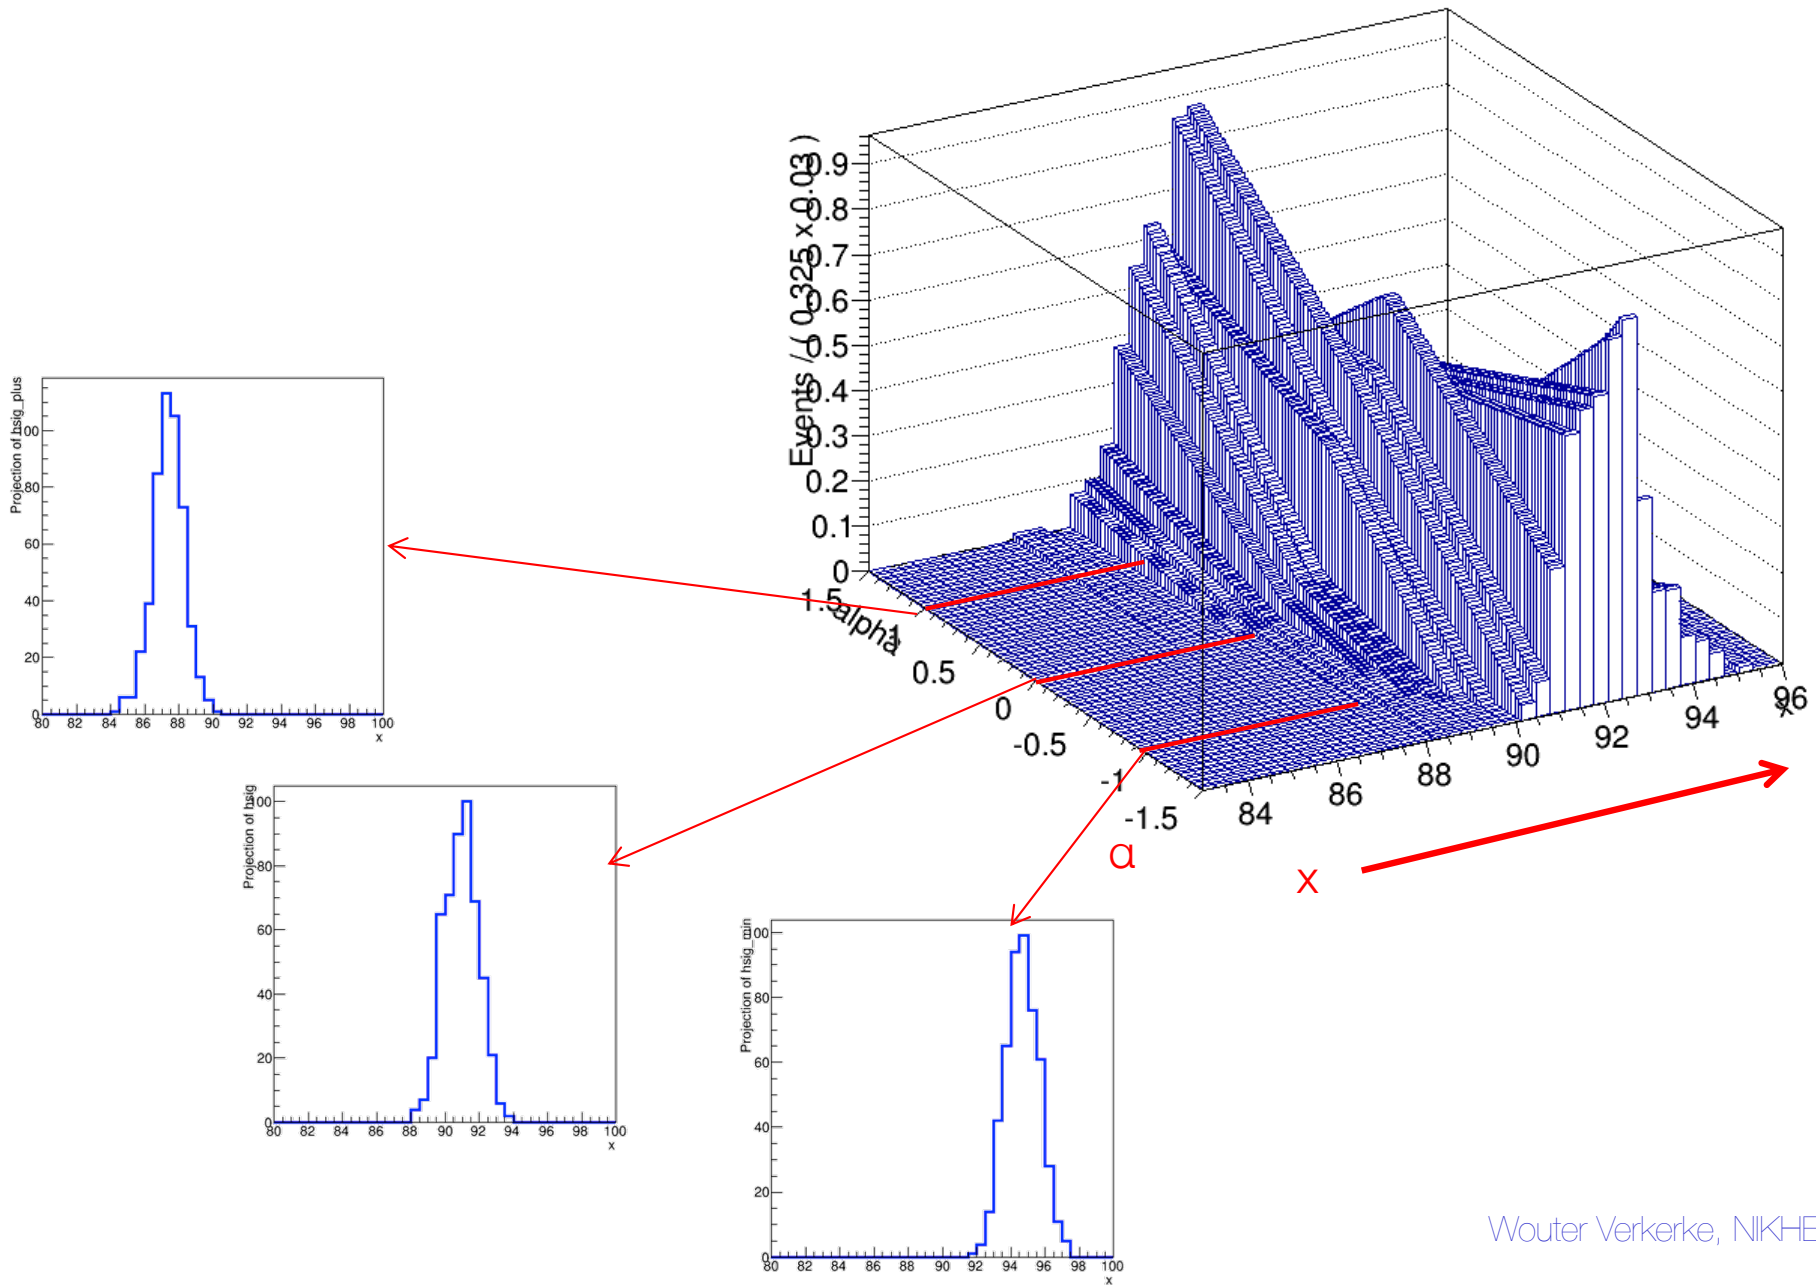 Events / ( 0.325 x 0.03 )
0.9
0.8
0.7
0.6
0.5
0.4
0.3
0.2
0.1
0
1.5
alpha
1
0.5
0
-0.5
-1
-1.5
84
86
88
90
92
94
96
x
α
x
Projection of hsig_plus
100
80
60
40
20
0
80 82 84 86 88 90 92 94 96 98 100
x
Projection of hsig
100
80
60
40
20
0
80 82 84 86 88 90 92 94 96 98 100
x
Projection of hsig_min
100
80
60
40
20
0
80 82 84 86 88 90 92 94 96 98 100
x
Wouter Verkerke, NIKHE